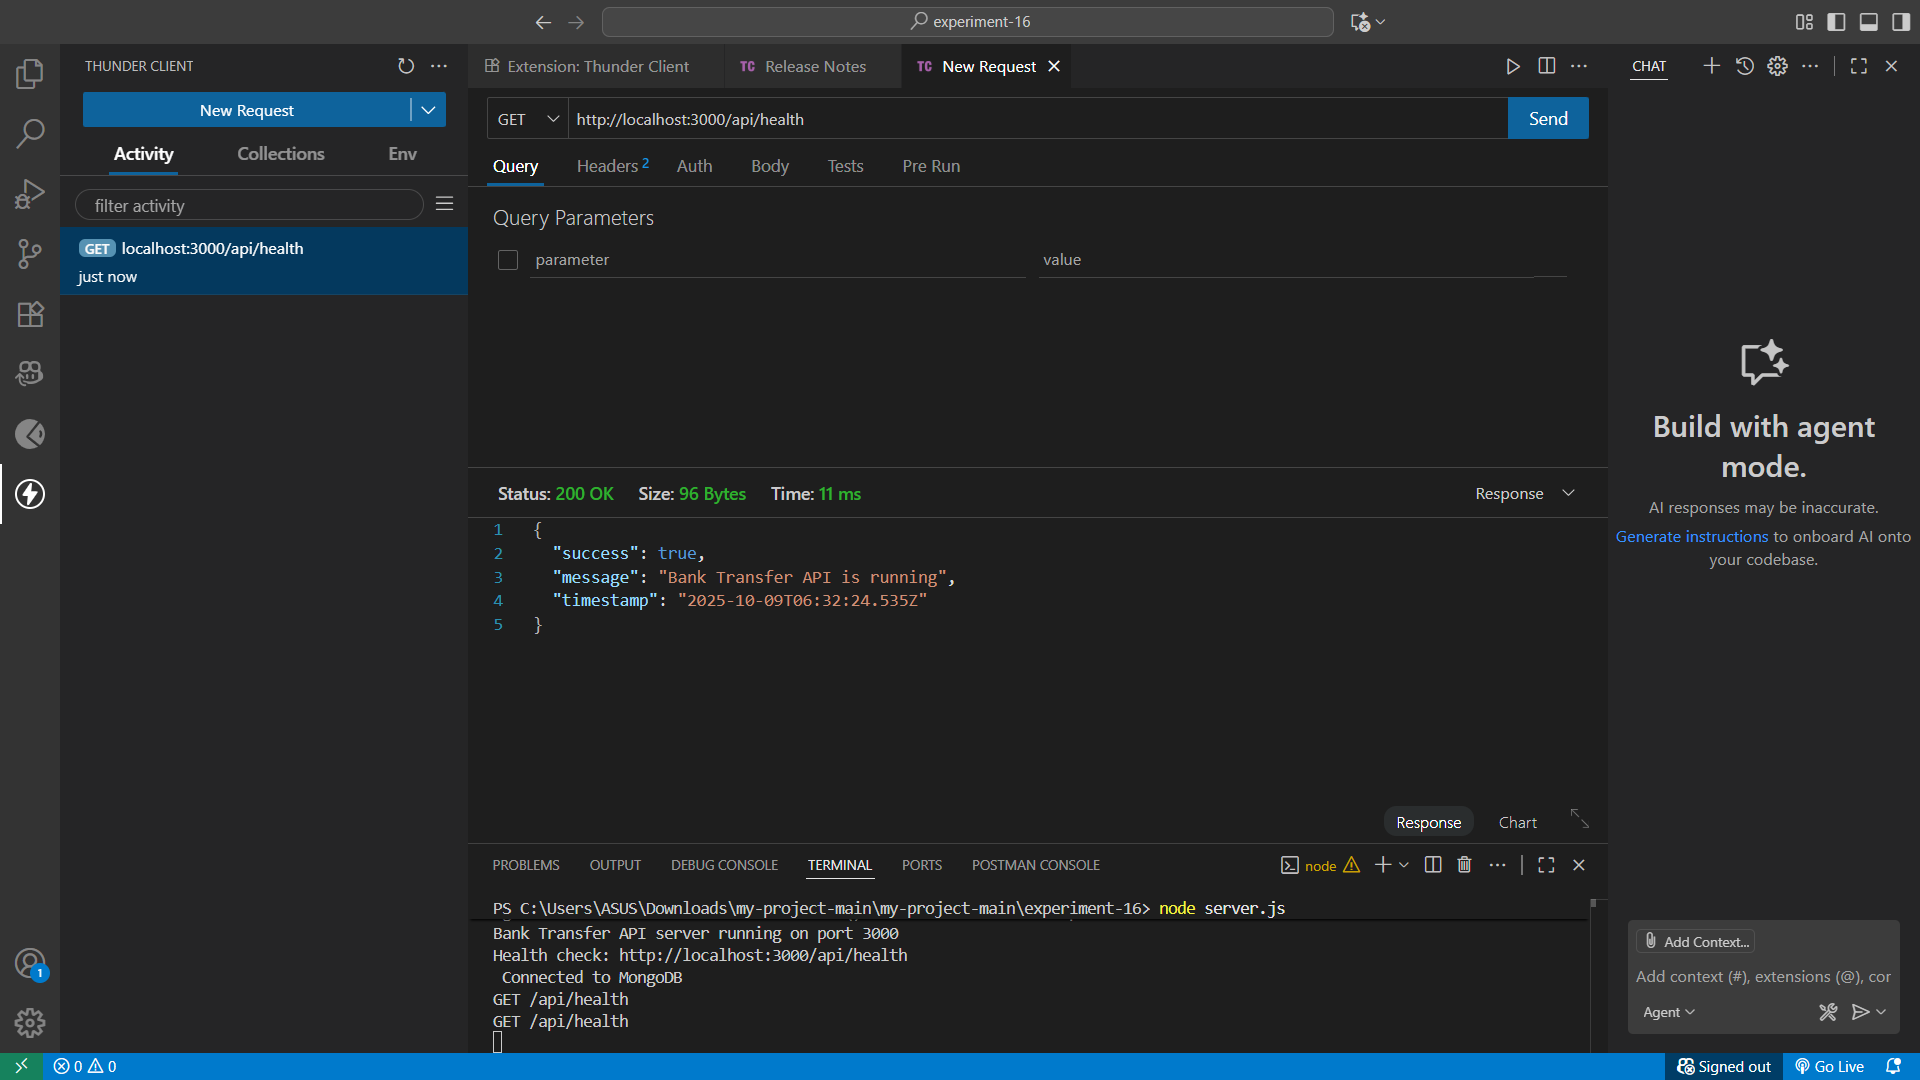 experiment-16
THUNDER CLIENT
New Request
Activity Collections Env
filter activity
GET localhost:3000/api/health
just now
Extension: Thunder Client
TC Release Notes
TC New Request
GET http://localhost:3000/api/health Send
Query Headers 2 Auth Body Tests Pre Run
Query Parameters
parameter value
Status: 200 OK Size: 96 Bytes Time: 11 ms Response
1 {
2 "success": true,
3 "message": "Bank Transfer API is running",
4 "timestamp": "2025-10-09T06:32:24.535Z"
5 }
Response Chart
PROBLEMS OUTPUT DEBUG CONSOLE TERMINAL PORTS POSTMAN CONSOLE node
PS C:\Users\ASUS\Downloads\my-project-main\my-project-main\experiment-16> node server.js
Bank Transfer API server running on port 3000
Health check: http://localhost:3000/api/health
Connected to MongoDB
GET /api/health
GET /api/health
CHAT
Build with agent
mode.
AI responses may be inaccurate.
Generate instructions to onboard AI onto
your codebase.
Add Context...
Add context (#), extensions (@), cor
Agent
1
0 0
Signed out Go Live